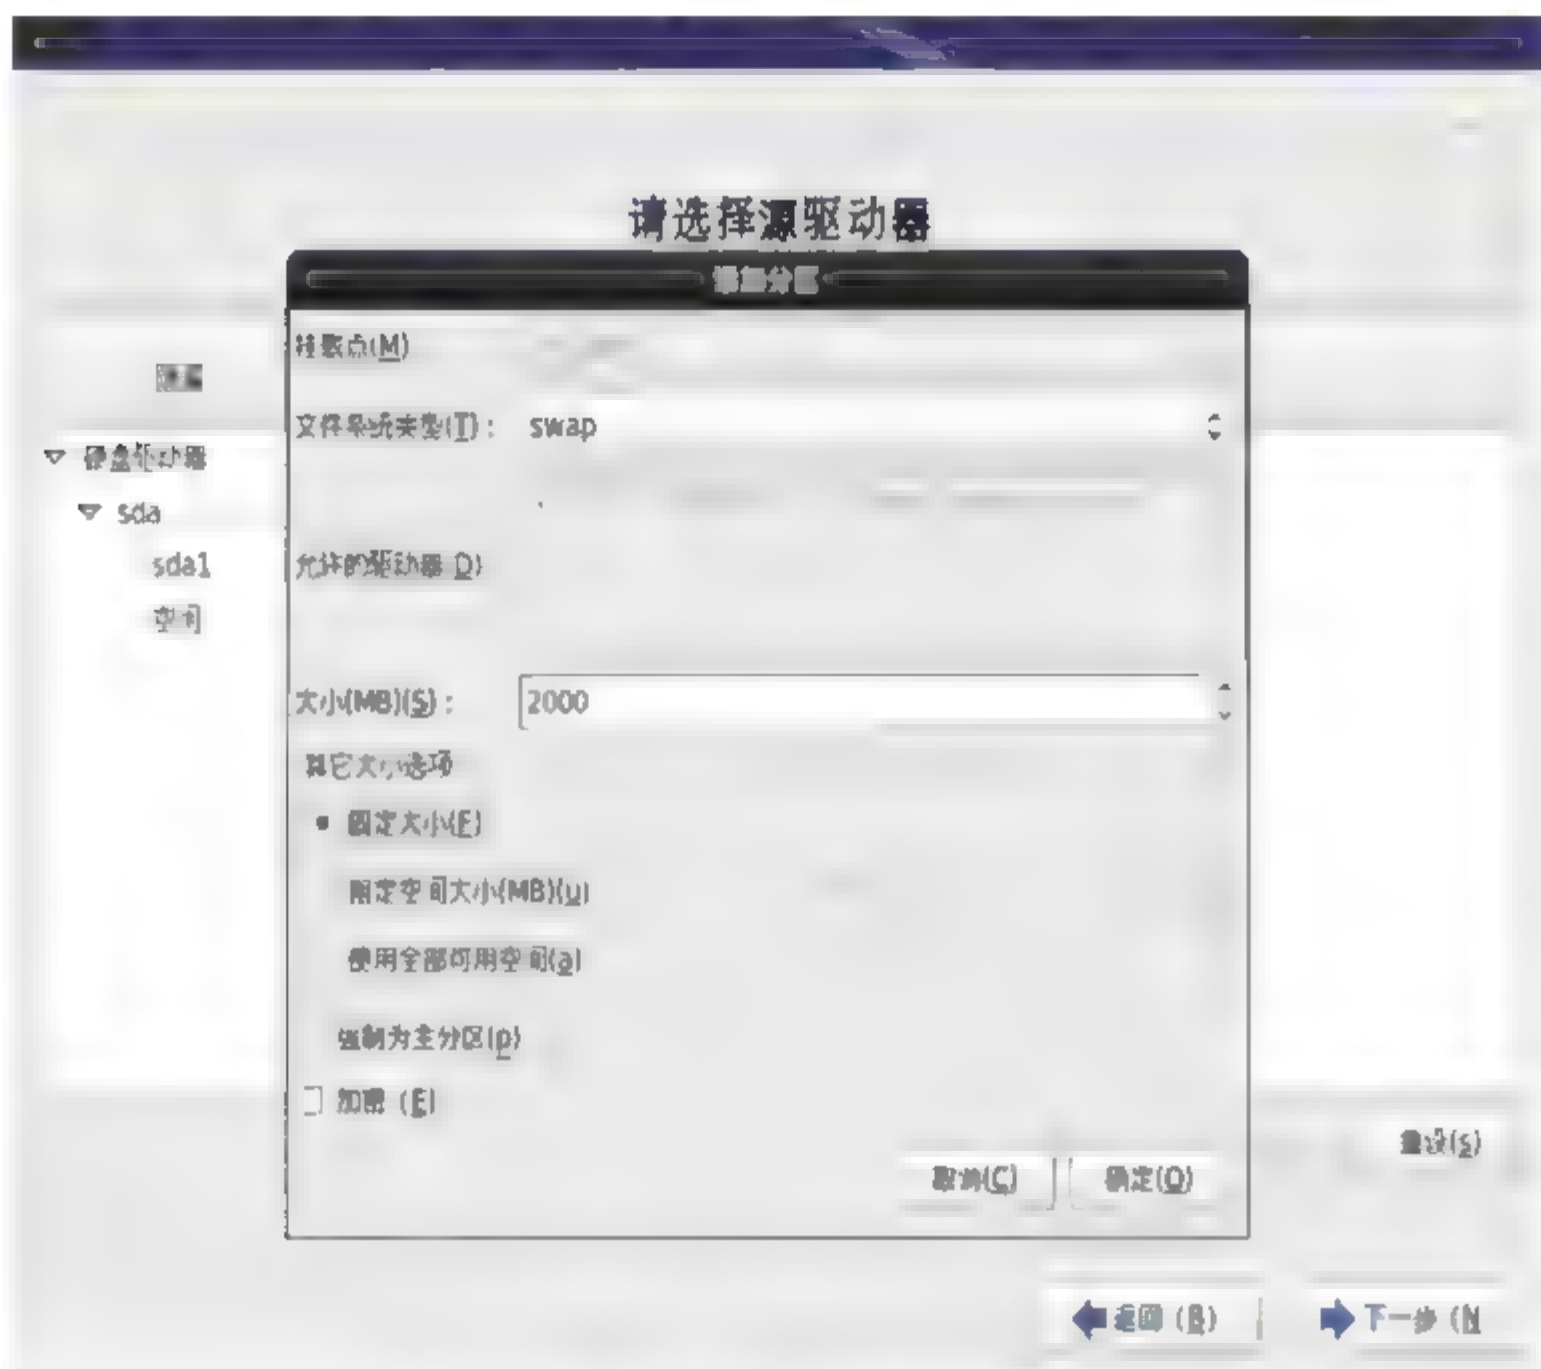 请选择源驱动器
添加分区
挂载点(M)
文件系统类型(T)： swap
硬盘驱动器
sda
sda1
空闲
允许的驱动器 D)
大小(MB)(S)： 2000
其它大小选项
固定大小(F)
限定空间大小(MB)(u)
使用全部可用空间(a)
强制为主分区(p)
加密 (E)
取消(C) 确定(O)
重设(s)
返回 (B) 下一步 (N